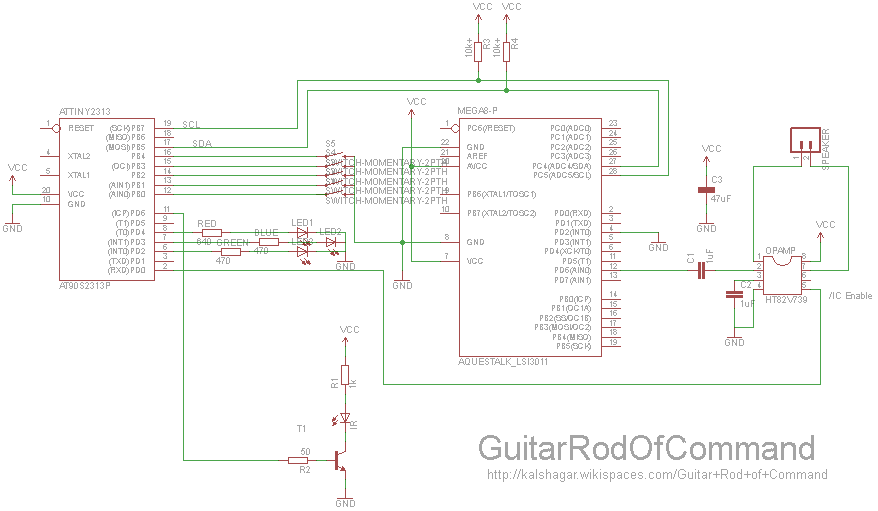 VCC
VCC
10k+
R3
10k+
R4
ATTINY2313
1
RESET
4
XTAL2
5
XTAL1
VCC
20
VCC
10
GND
GND
(SCK)PB7
19
SCL
(MISO)PB6
18
(MOSI)PB5
17
SDA
PB4
16
(OC)PB3
15
PB2
14
(AIN1)PB1
13
(AIN0)PB0
12
(ICP)PD6
11
(T1)PD5
9
(T0)PD4
8
(INT1)PD3
7
(INT0)PD2
6
(TXD)PD1
3
(RXD)PD0
2
AT90S2313P
S5
S4
SWITCH-MOMENTARY-2PTH
SWITCH-MOMENTARY-2PTH
SWITCH-MOMENTARY-2PTH
SWITCH-MOMENTARY-2PTH
SWITCH-MOMENTARY-2PTH
RED
LED1
BLUE
LED2
GREEN
470
470
GND
VCC
MEGA8-P
1
PC6(/RESET)
22
GND
21
AREF
20
AVCC
9
PB6(XTAL1/TOSC1)
10
PB7(XTAL2/TOSC2)
8
GND
7
VCC
GND
PC0(ADC0)
23
PC1(ADC1)
24
PC2(ADC2)
25
PC3(ADC3)
26
PC4(ADC4/SDA)
27
PC5(ADC5/SCL)
28
PD0(RXD)
2
PD1(TXD)
3
PD2(INT0)
4
PD3(INT1)
5
PD4(XCK/T0)
6
PD5(T1)
11
PD6(AIN0)
12
PD7(AIN1)
13
PB0(ICP)
14
PB1(OC1A)
15
PB2(SS/OC1B)
16
PB3(MOSI/OC2)
17
PB4(MISO)
18
PB5(SCK)
19
GND
AQUESTALK_LSI3011
VCC
C3
47uF
GND
1
2
SPEAKER
C1
1uF
C2
1uF
GND
VCC
OPAMP
1
2
3
4
8
7
6
5
HT82V739
/IC Enable
VCC
R1
1k
IR
T1
50
R2
GND
GuitarRodOfCommand
http://kalshagar.wikispaces.com/Guitar+Rod+of+Command